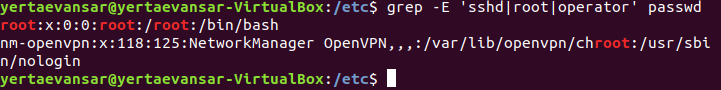 yertaevansar@yertaevansar-VirtualBox:/etc$ grep -E 'sshd|root|operator' passwd
root:x:0:0:root:/root:/bin/bash
nm-openvpn:x:118:125:NetworkManager OpenVPN,,,:/var/lib/openvpn/chroot:/usr/sbi
n/nologin
yertaevansar@yertaevansar-VirtualBox:/etc$